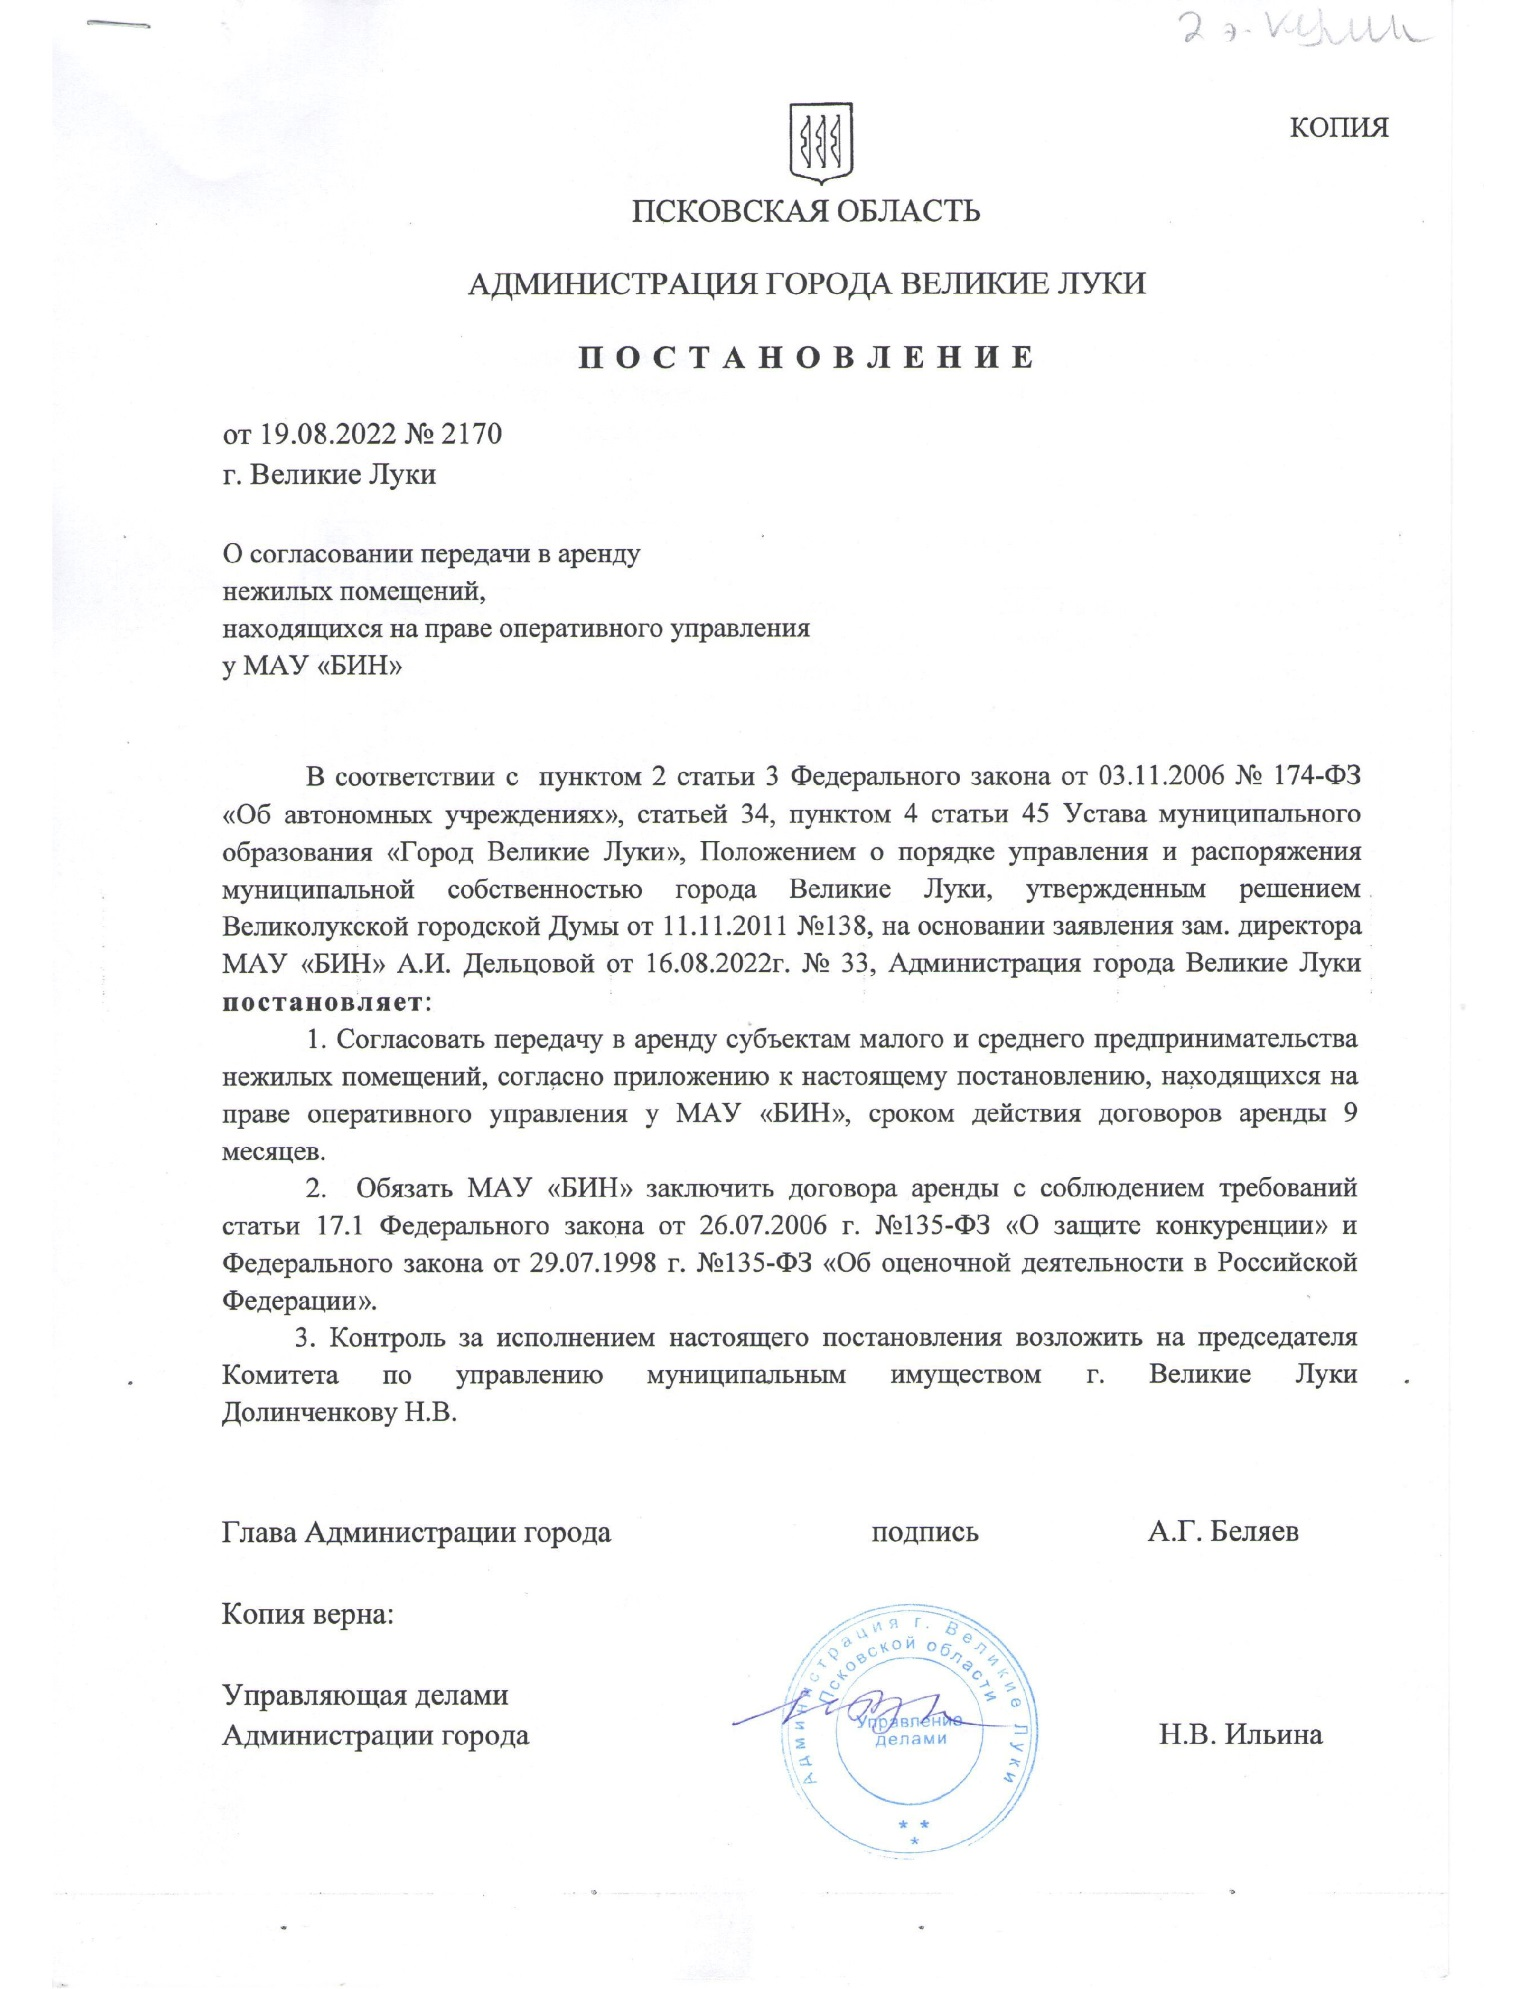 КОПИЯ
ПСКОВСКАЯ ОБЛАСТЬ
АДМИНИСТРАЦИЯ ГОРОДА ВЕЛИКИЕ ЛУКИ
ПОСТАНОВЛЕНИЕ
от 19.08.2022 № 2170
г. Великие Луки
О согласовании передачи в аренду
нежилых помещений,
находящихся на праве оперативного управления
у МАУ «БИН»
В соответствии с пунктом 2 статьи 3 Федерального закона от 03.11.2006 № 174-ФЗ
«Об автономных учреждениях», статьей 34, пунктом 4 статьи 45 Устава муниципального
образования «Город Великие Луки», Положением о порядке управления и распоряжения
муниципальной собственностью города Великие Луки, утвержденным решением
Великолукской городской Думы от 11.11.2011 №138, на основании заявления зам. директора
МАУ «БИН» А.И. Дельцовой от 16.08.2022г. № 33, Администрация города Великие Луки
постановляет:
1. Согласовать передачу в аренду субъектам малого и среднего предпринимательства
нежилых помещений, согласно приложению к настоящему постановлению, находящихся на
праве оперативного управления у МАУ «БИН», сроком действия договоров аренды 9
месяцев.
2. Обязать МАУ «БИН» заключить договора аренды с соблюдением требований
статьи 17.1 Федерального закона от 26.07.2006 г. №135-ФЗ «О защите конкуренции» и
Федерального закона от 29.07.1998 г. №135-ФЗ «Об оценочной деятельности в Российской
Федерации».
3. Контроль за исполнением настоящего постановления возложить на председателя
Комитета по управлению муниципальным имуществом г. Великие Луки
Долинченкову Н.В.
Глава Администрации города подпись А.Г. Беляев
Копия верна:
Управляющая делами
Администрации города Н.В. Ильина
Администрация г. Великие Луки
Псковской области
Управление
делами